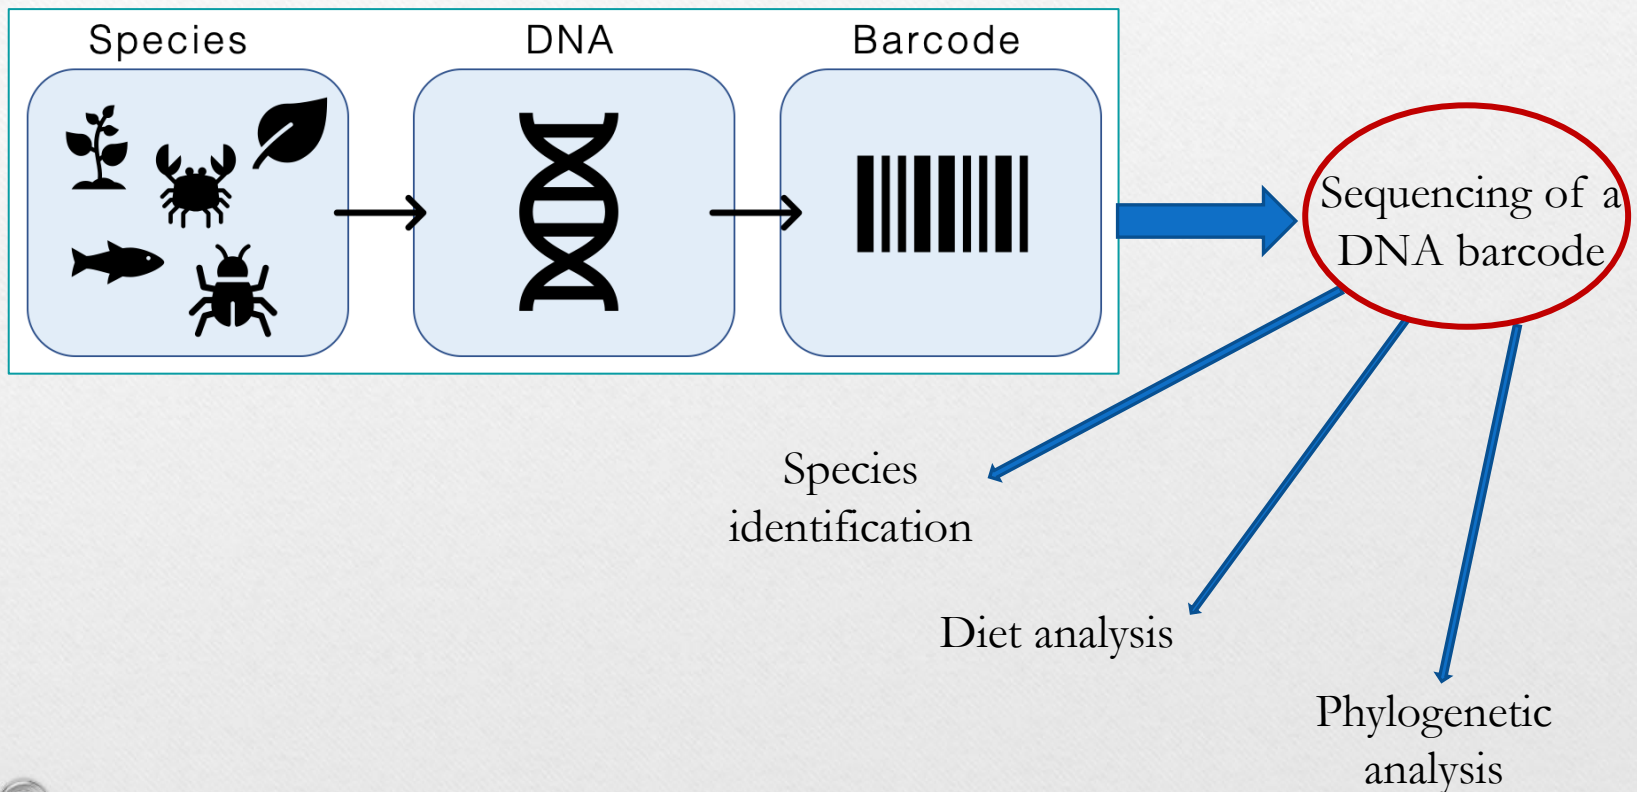 Species
DNA
Barcode
Sequencing of a
DNA barcode
Species
identification
Diet analysis
Phylogenetic
analysis